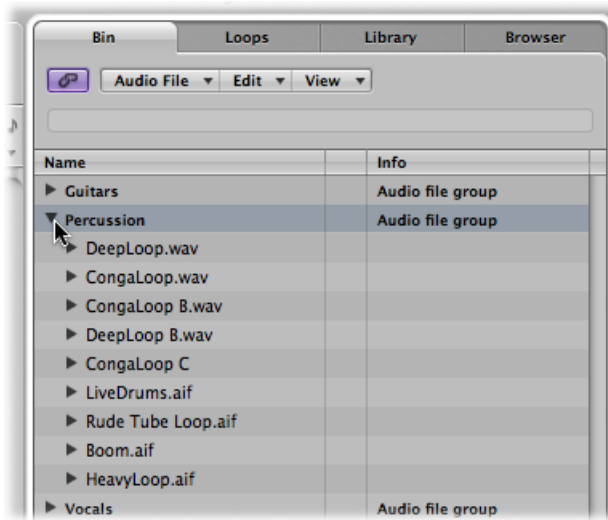 Bin Loops Library Browser
Audio File Edit View
Name Info
Guitars Audio file group
Percussion Audio file group
DeepLoop.wav
CongaLoop.wav
CongaLoop B.wav
DeepLoop B.wav
CongaLoop C
LiveDrums.aif
Rude Tube Loop.aif
Boom.aif
HeavyLoop.aif
Vocals Audio file group